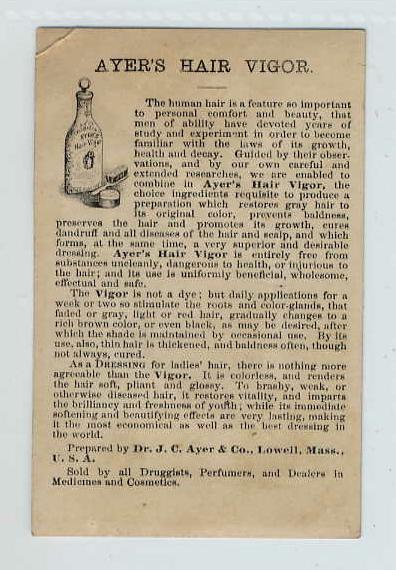 AYER'S HAIR VIGOR.
The human hair is a feature so important
to personal comfort and beauty, that
men of ability have devoted years of
study and experiment in order to become
familiar with the laws of its growth,
health and decay. Guided by their obser-
vations, and by our own careful and
extended researches, we are enabled to
combine in Ayer's Hair Vigor, the
choice ingredients requisite to produce a
preparation which restores gray hair to
its original color, prevents baldness,
preserves the hair and promotes its growth, cures
dandruff and all diseases of the hair and scalp, and which
forms, at the same time, a very superior and desirable
dressing. Ayer's Hair Vigor is entirely free from
substances uncleanly, dangerous to health, or injurious to
the hair; and its use is uniformly beneficial, wholesome,
effectual and safe.
The Vigor is not a dye; but daily applications for a
week or two so stimulate the roots and color-glands, that
faded or gray, light or red hair, gradually changes to a
rich brown color, or even black, as may be desired, after
which the shade is maintained by occasional use. By its
use, also, thin hair is thickened, and baldness often, though
not always, cured.
AS A DRESSING for ladies' hair, there is nothing more
agreeable than the Vigor. It is colorless, and renders
the hair soft, pliant and glossy. To brashy, weak, or
otherwise diseased hair, it restores vitality, and imparts
the brilliancy and freshness of youth; while its immediate
softening and beautifying effects are very lasting, making
it the most economical as well as the best dressing in
the world.
Prepared by Dr. J. C. Ayer & Co., Lowell, Mass.,
U. S. A.
Sold by all Druggists, Perfumers, and Dealers in
Medicines and Cosmetics.